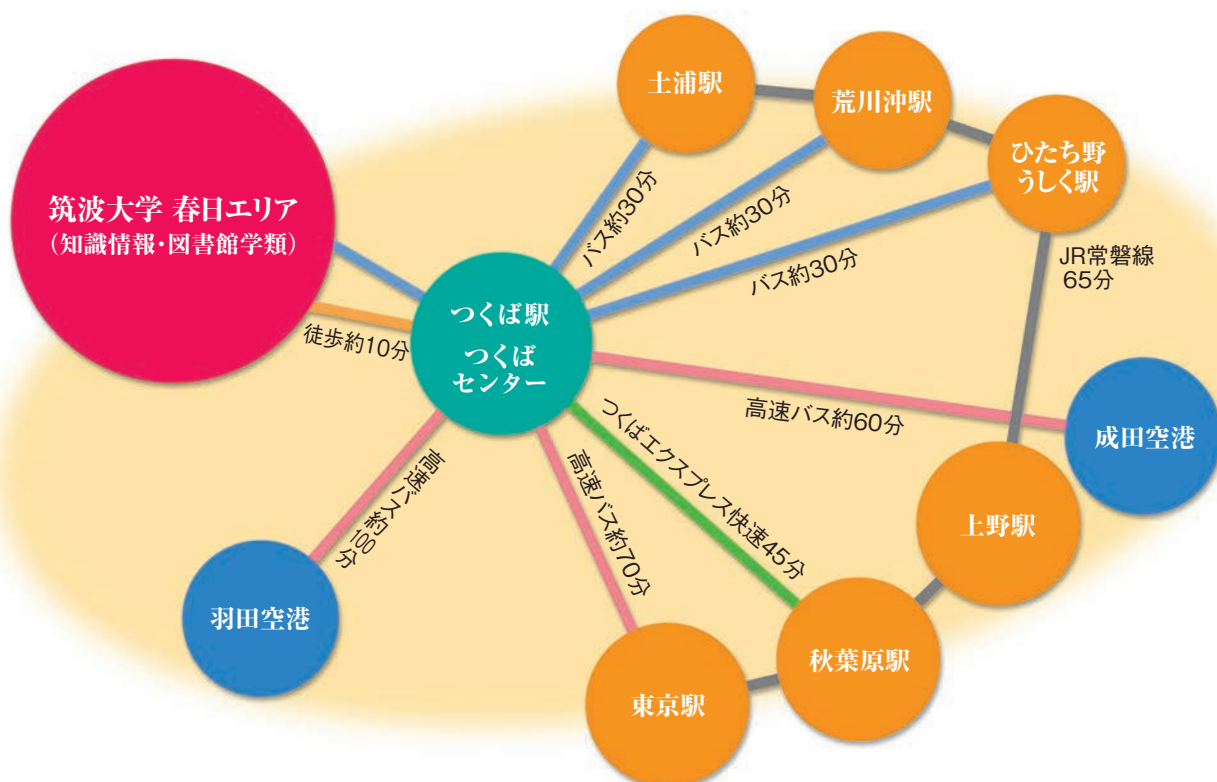 土浦駅
荒川沖駅
ひたち野
うしく駅
筑波大学 春日エリア
（知識情報・図書館学類）
バス約30分
バス約30分
バス約30分
JR常磐線
65分
つくば駅
つくば
センター
徒歩約10分
高速バス約60分
成田空港
つくばエクスプレス快速45分
高速バス約70分
高速バス約100分
上野駅
羽田空港
秋葉原駅
東京駅